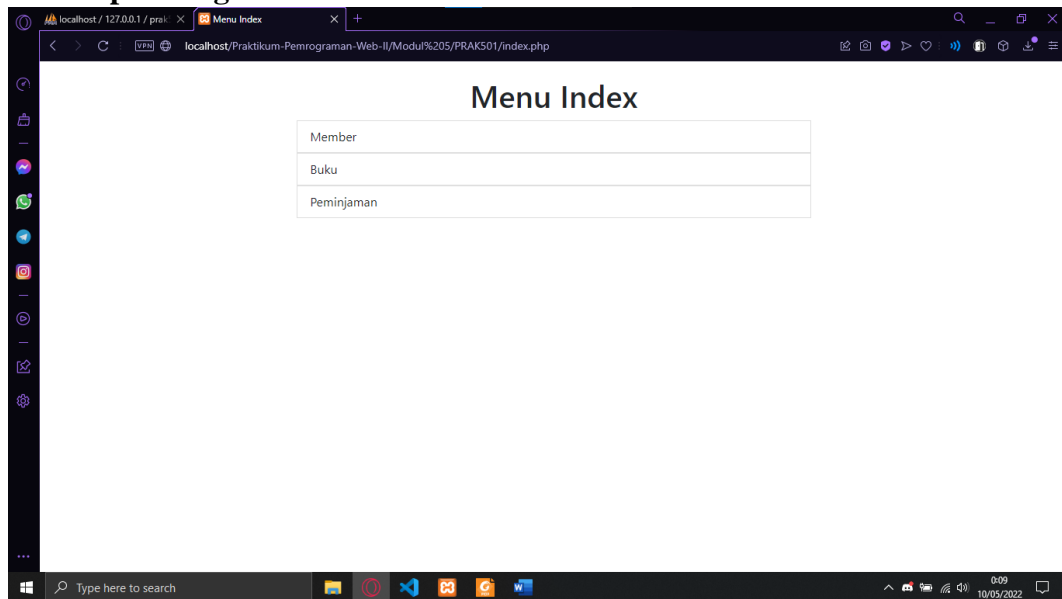 localhost / 127.0.0.1 / prak
Menu Index
VPN
localhost/Praktikum-Pemrograman-Web-II/Modul%205/PRAK501/index.php
Menu Index
Member
Buku
Peminjaman
Type here to search
0:09
10/05/2022